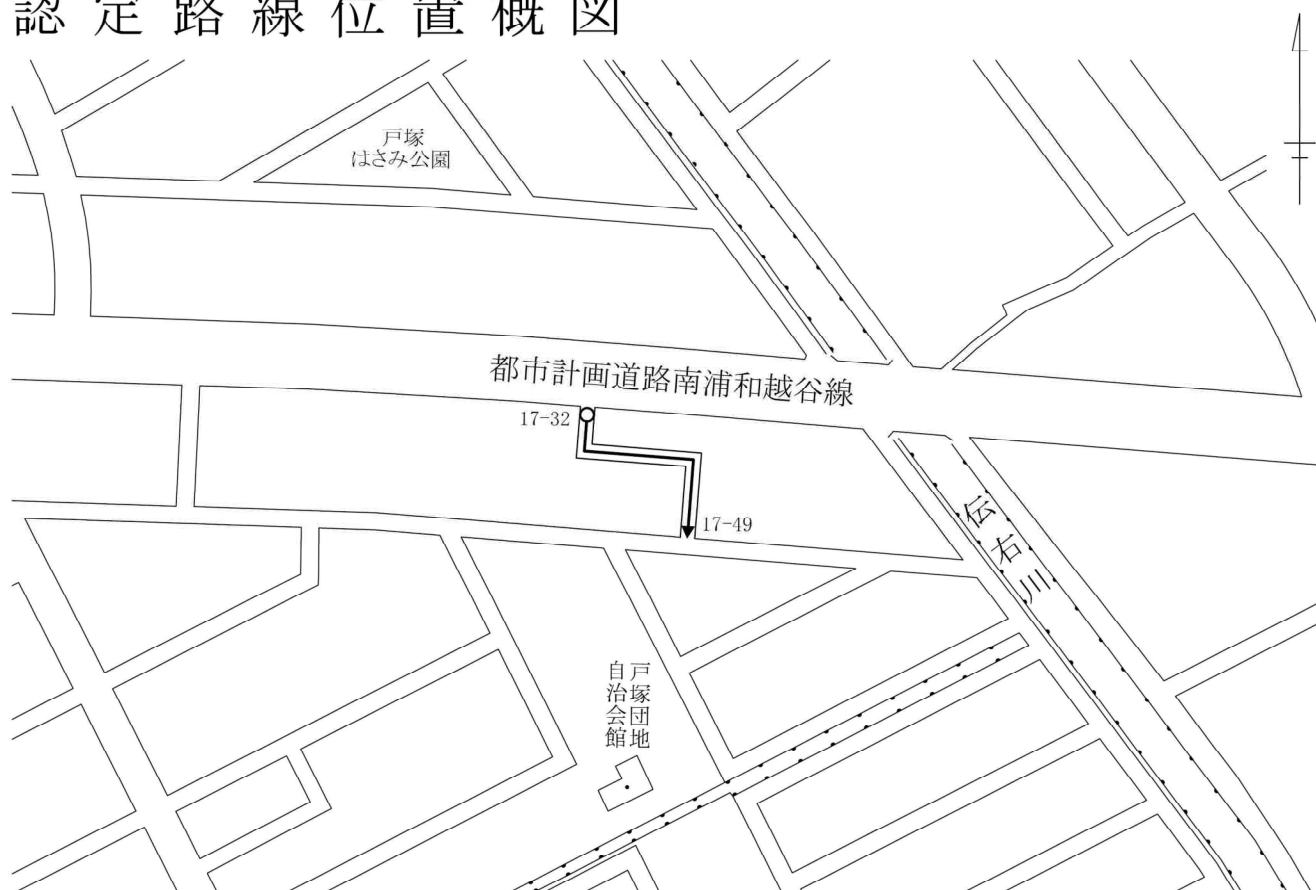 認定路線位置概図
戸塚
はさみ公園
都市計画道路南浦和越谷線
17-32
17-49
伝右川
戸塚団地
自治会館